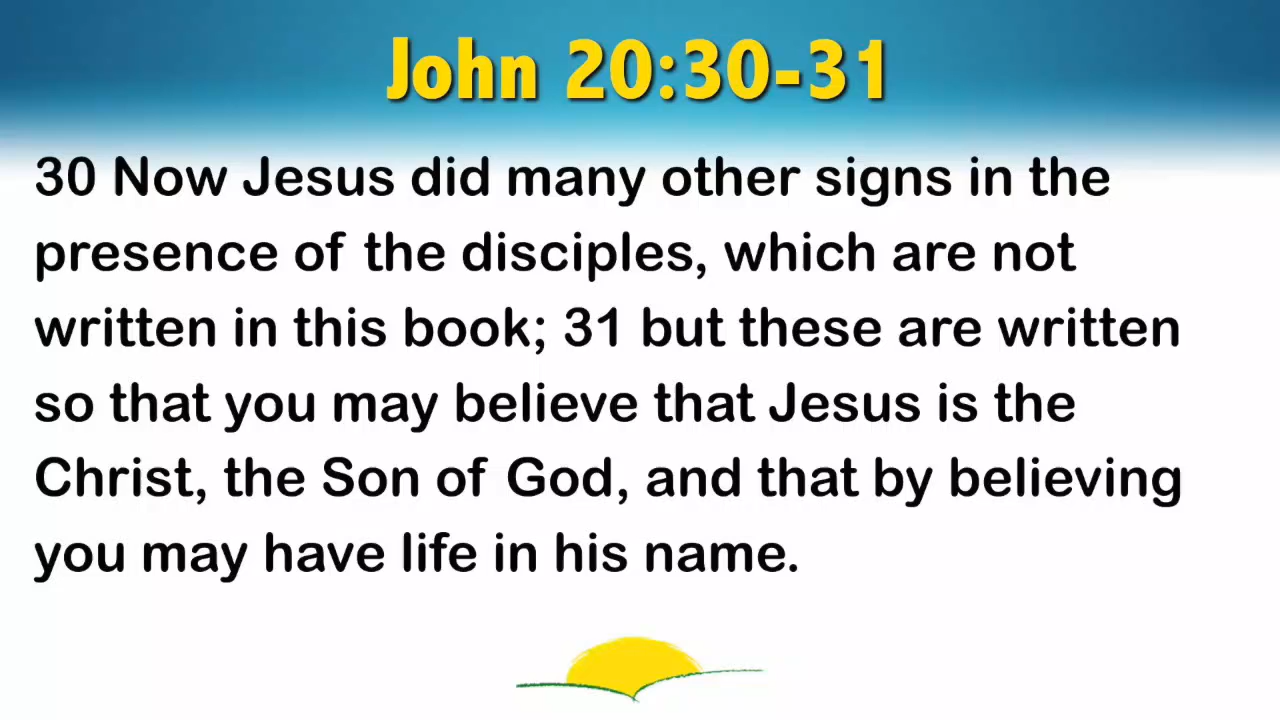 John 20:30-31
30 Now Jesus did many other signs in the
presence of the disciples, which are not
written in this book; 31 but these are written
so that you may believe that Jesus is the
Christ, the Son of God, and that by believing
you may have life in his name.